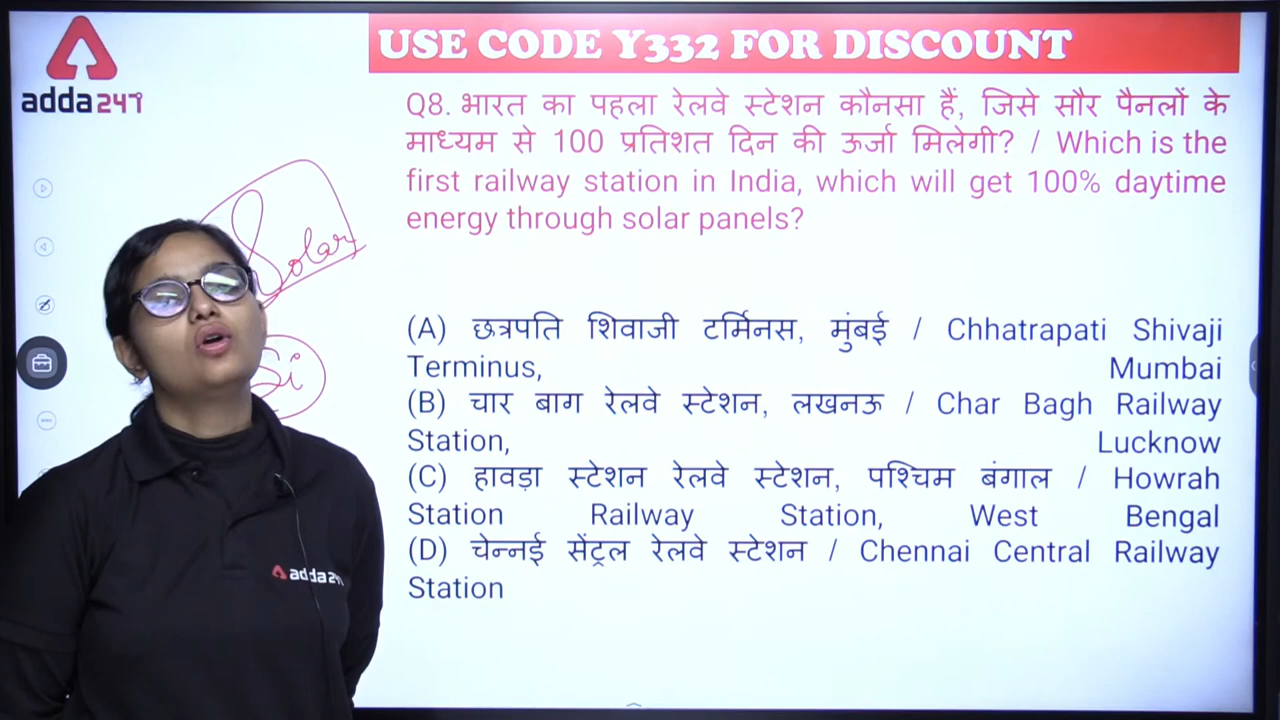 adda247
USE CODE Y332 FOR DISCOUNT
Q8. भारत का पहला रेलवे स्टेशन कौनसा हैं, जिसे सौर पैनलों के
माध्यम से 100 प्रतिशत दिन की ऊर्जा मिलेगी? / Which is the
first railway station in India, which will get 100% daytime
energy through solar panels?
Solar
Si
(A) छत्रपति शिवाजी टर्मिनस, मुंबई / Chhatrapati Shivaji
Terminus, Mumbai
(B) चार बाग रेलवे स्टेशन, लखनऊ / Char Bagh Railway
Station, Lucknow
(C) हावड़ा स्टेशन रेलवे स्टेशन, पश्चिम बंगाल / Howrah
Station Railway Station, West Bengal
(D) चेन्नई सेंट्रल रेलवे स्टेशन / Chennai Central Railway
Station
adda247